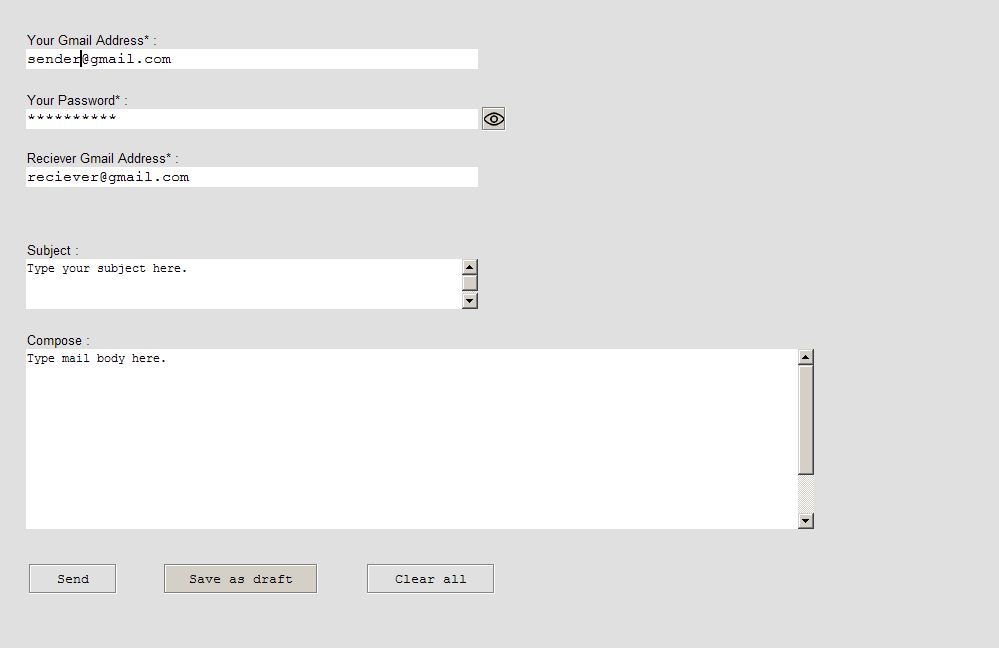 Your Gmail Address* :
sender@gmail.com
Your Password* :
**********
Reciever Gmail Address* :
reciever@gmail.com
Subject :
Type your subject here.
Compose :
Type mail body here.
Send Save as draft Clear all